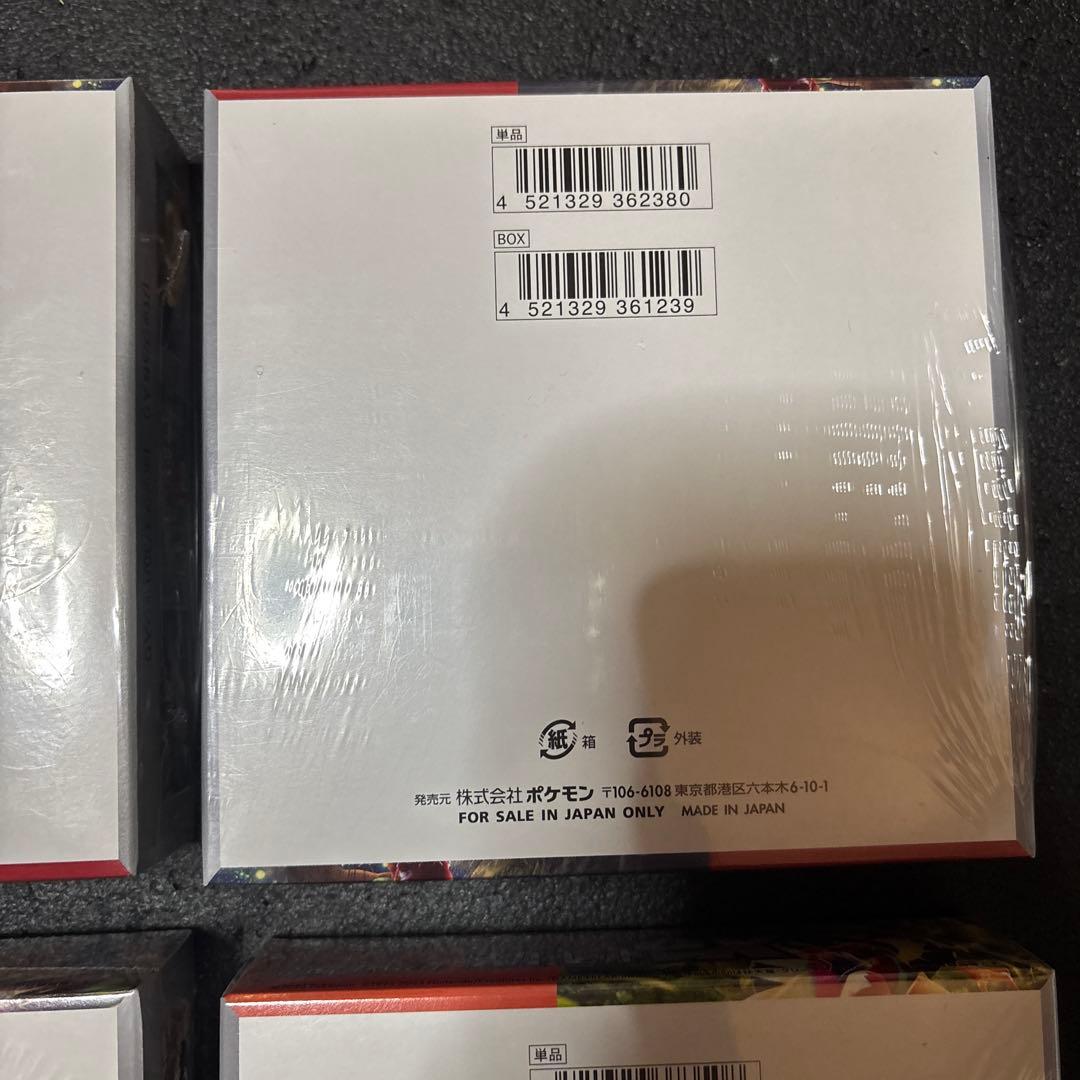 単品
4 521329 362380
BOX
4 521329 361239
紙 箱 プラ 外装
発売元 株式会社 ポケモン 〒106-6108 東京都港区六本木6-10-1
FOR SALE IN JAPAN ONLY MADE IN JAPAN
単品